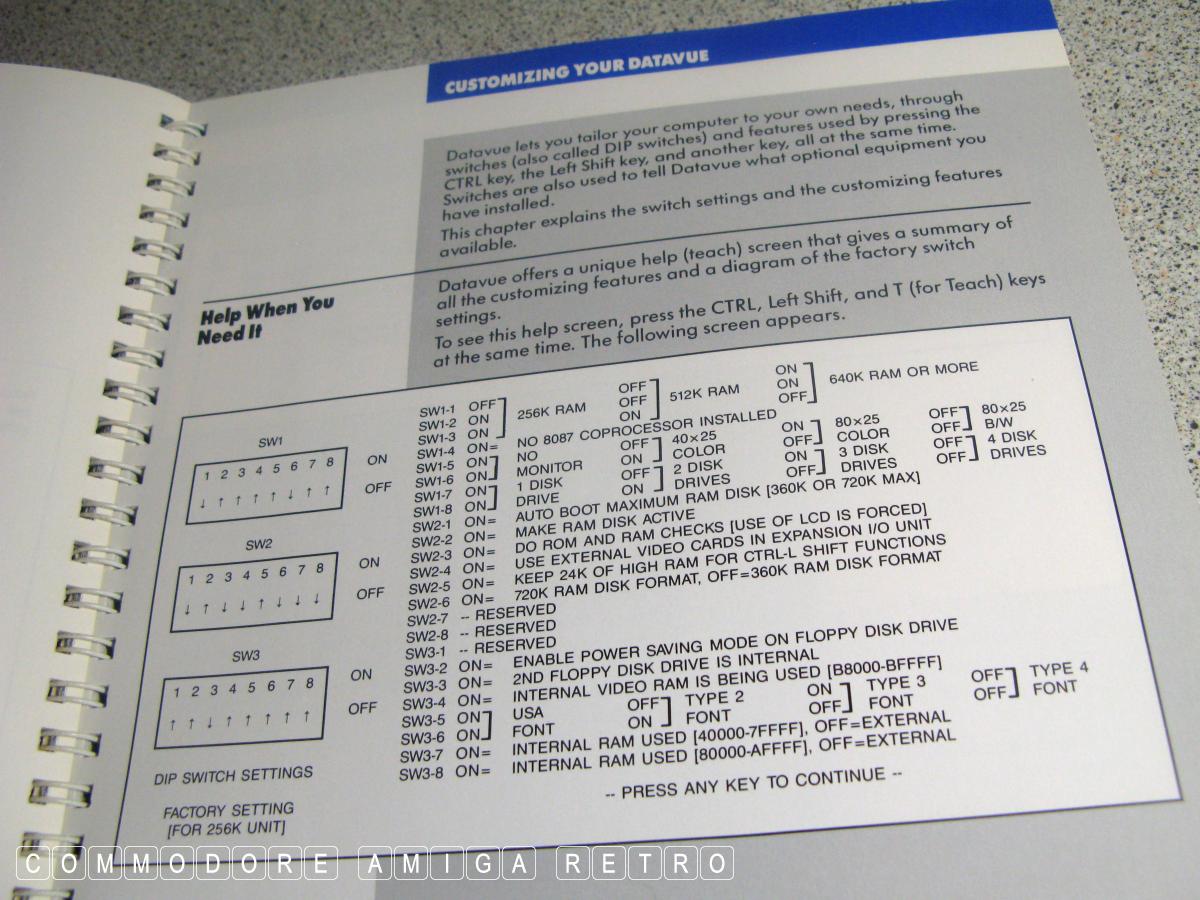 CUSTOMIZING YOUR DATAVUE
Datavue lets you tailor your computer to your own needs, through
switches (also called DIP switches) and features used by pressing the
CTRL key, the Left Shift key, and another key, all at the same time.
Switches are also used to tell Datavue what optional equipment you
have installed.
This chapter explains the switch settings and the customizing features
available.
Help When You
Need It
Datavue offers a unique help (teach) screen that gives a summary of
all the customizing features and a diagram of the factory switch
settings.
To see this help screen, press the CTRL, Left Shift, and T (for Teach) keys
at the same time. The following screen appears.
SW1
1 2 3 4 5 6 7 8 ON
↓ ↑ ↑ ↑ ↑ ↓ ↑ ↑ OFF
SW2
1 2 3 4 5 6 7 8 ON
↓ ↑ ↓ ↓ ↑ ↓ ↓ ↓ OFF
SW3
1 2 3 4 5 6 7 8 ON
↑ ↑ ↓ ↑ ↑ ↑ ↑ ↑ OFF
DIP SWITCH SETTINGS
FACTORY SETTING
[FOR 256K UNIT]
SW1-1 OFF] 256K RAM OFF] 512K RAM ON] 640K RAM OR MORE
SW1-2 ON OFF ON
SW1-3 ON ON OFF
SW1-4 ON= NO 8087 COPROCESSOR INSTALLED
SW1-5 ON] NO OFF] 40×25 ON] 80×25 OFF] 80×25
SW1-6 ON] MONITOR ON] COLOR OFF] COLOR OFF] B/W
SW1-7 ON] 1 DISK OFF] 2 DISK ON] 3 DISK OFF] 4 DISK
SW1-8 ON] DRIVE ON] DRIVES OFF] DRIVES OFF] DRIVES
SW2-1 ON= AUTO BOOT MAXIMUM RAM DISK [360K OR 720K MAX]
SW2-2 ON= MAKE RAM DISK ACTIVE
SW2-3 ON= DO ROM AND RAM CHECKS [USE OF LCD IS FORCED]
SW2-4 ON= USE EXTERNAL VIDEO CARDS IN EXPANSION I/O UNIT
SW2-5 ON= KEEP 24K OF HIGH RAM FOR CTRL-L SHIFT FUNCTIONS
SW2-6 ON= 720K RAM DISK FORMAT, OFF=360K RAM DISK FORMAT
SW2-7 -- RESERVED
SW2-8 -- RESERVED
SW3-1 -- RESERVED
SW3-2 ON= ENABLE POWER SAVING MODE ON FLOPPY DISK DRIVE
SW3-3 ON= 2ND FLOPPY DISK DRIVE IS INTERNAL
SW3-4 ON= INTERNAL VIDEO RAM IS BEING USED [B8000-BFFFF]
SW3-5 ON] USA OFF] TYPE 2 ON] TYPE 3 OFF] TYPE 4
SW3-6 ON] FONT ON] FONT OFF] FONT OFF] FONT
SW3-7 ON= INTERNAL RAM USED [40000-7FFFF], OFF=EXTERNAL
SW3-8 ON= INTERNAL RAM USED [80000-AFFFF], OFF=EXTERNAL
-- PRESS ANY KEY TO CONTINUE --
COMMODORE AMIGA RETRO